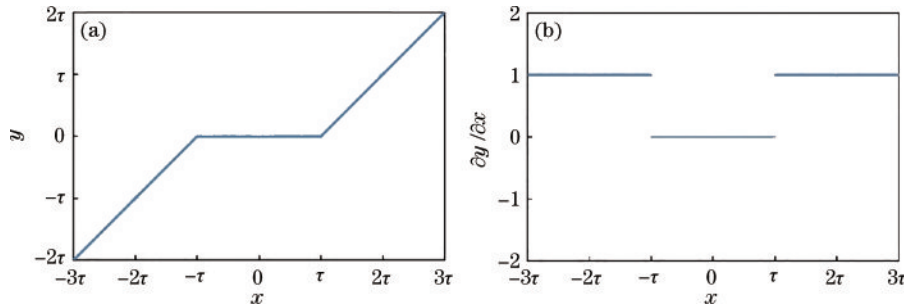 (a)
2τ
τ
0
-τ
-2τ
y
-3τ -2τ -τ 0 τ 2τ 3τ
x
(b)
2
1
0
-1
-2
∂y/∂x
-3τ -2τ -τ 0 τ 2τ 3τ
x